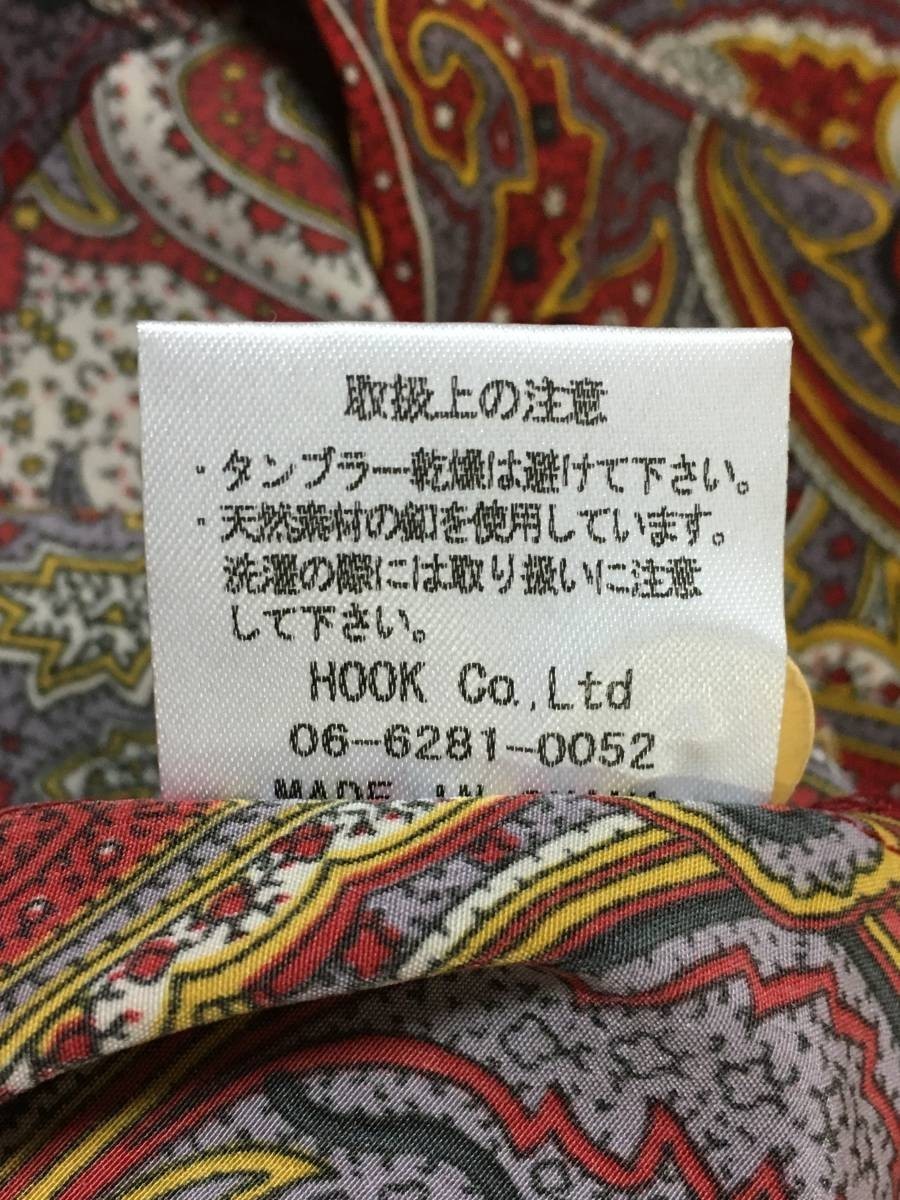 取扱上の注意
・タンブラー乾燥は避けて下さい。
・天然素材の釦を使用しています。
洗濯の際には取り扱いに注意
して下さい。
HOOK Co.,Ltd
06-6281-0052
MADE IN CHINA